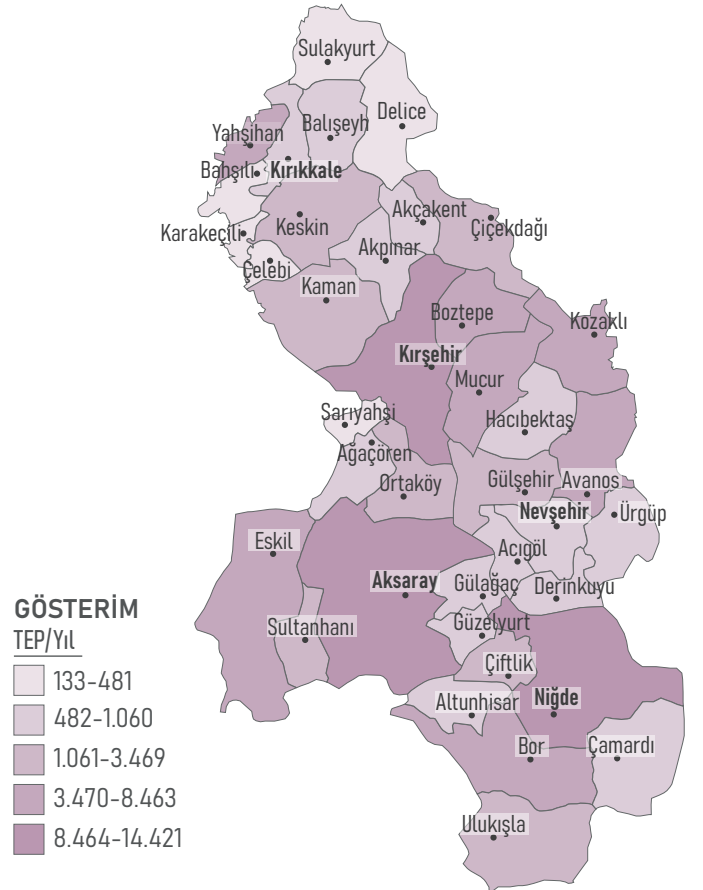 Sulakyurt
Delice
Balışeyh
Yahşihan
Bahşılı
Kırıkkale
Akçakent
Çiçekdağı
Keskin
Karakeçili
Akpınar
Çelebi
Kaman
Boztepe
Kozaklı
Kırşehir
Mucur
Sarıyahşi
Hacıbektaş
Ağaçören
Ortaköy
Gülşehir
Avanos
Nevşehir
Ürgüp
Eskil
Acıgöl
Aksaray
Gülağaç
Derinkuyu
Güzelyurt
Sultanhanı
Çiftlik
Altunhisar
Niğde
Bor
Çamardı
Ulukışla
GÖSTERİM
TEP/Yıl
133-481
482-1.060
1.061-3.469
3.470-8.463
8.464-14.421